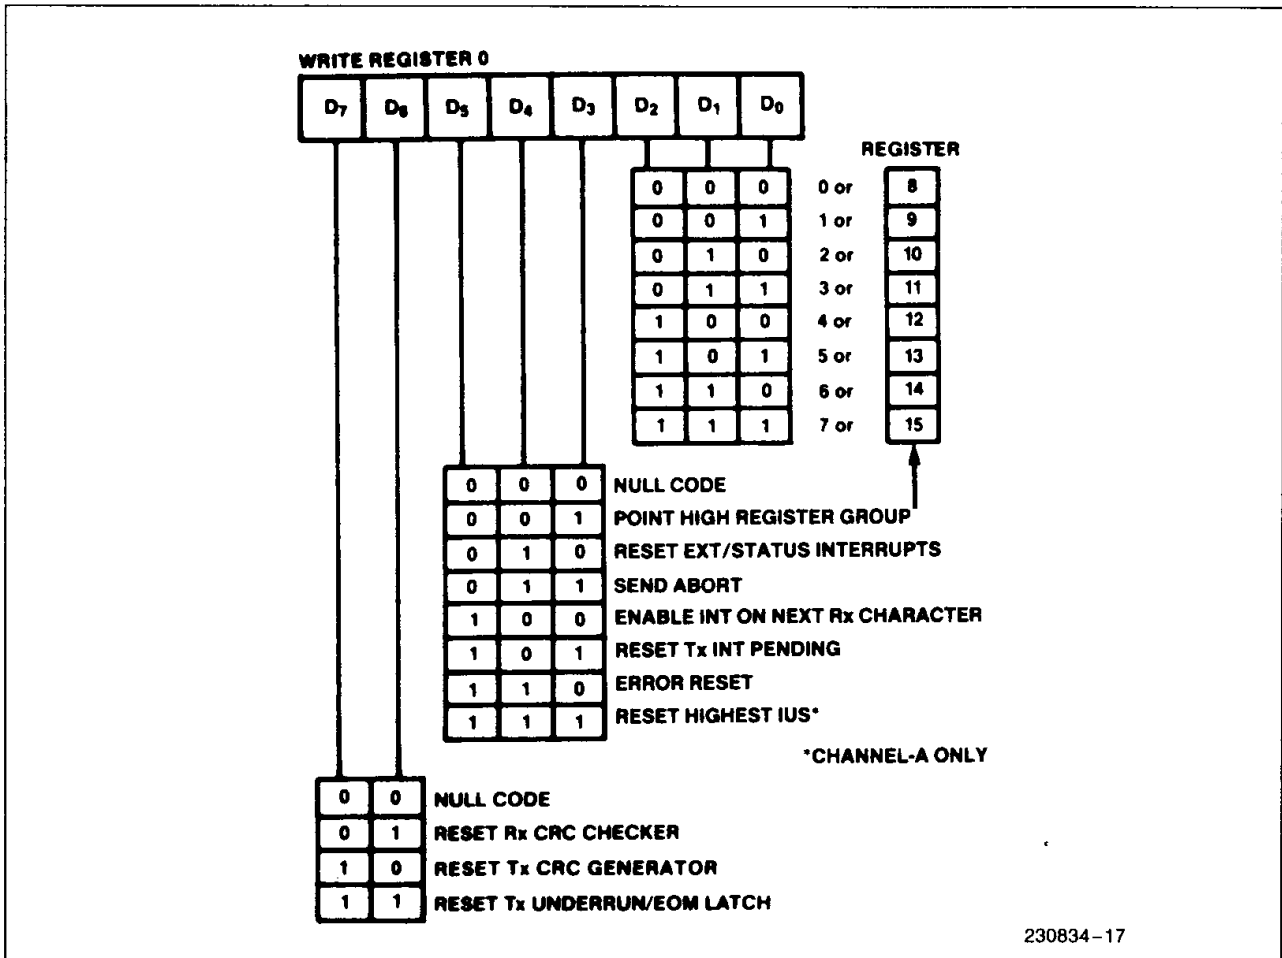 WRITE REGISTER 0
D7 D6 D5 D4 D3 D2 D1 D0
REGISTER
0 0 0 0 or 8
0 0 1 1 or 9
0 1 0 2 or 10
0 1 1 3 or 11
1 0 0 4 or 12
1 0 1 5 or 13
1 1 0 6 or 14
1 1 1 7 or 15
0 0 0 NULL CODE
0 0 1 POINT HIGH REGISTER GROUP
0 1 0 RESET EXT/STATUS INTERRUPTS
0 1 1 SEND ABORT
1 0 0 ENABLE INT ON NEXT Rx CHARACTER
1 0 1 RESET Tx INT PENDING
1 1 0 ERROR RESET
1 1 1 RESET HIGHEST IUS*
*CHANNEL-A ONLY
0 0 NULL CODE
0 1 RESET Rx CRC CHECKER
1 0 RESET Tx CRC GENERATOR
1 1 RESET Tx UNDERRUN/EOM LATCH
230834-17